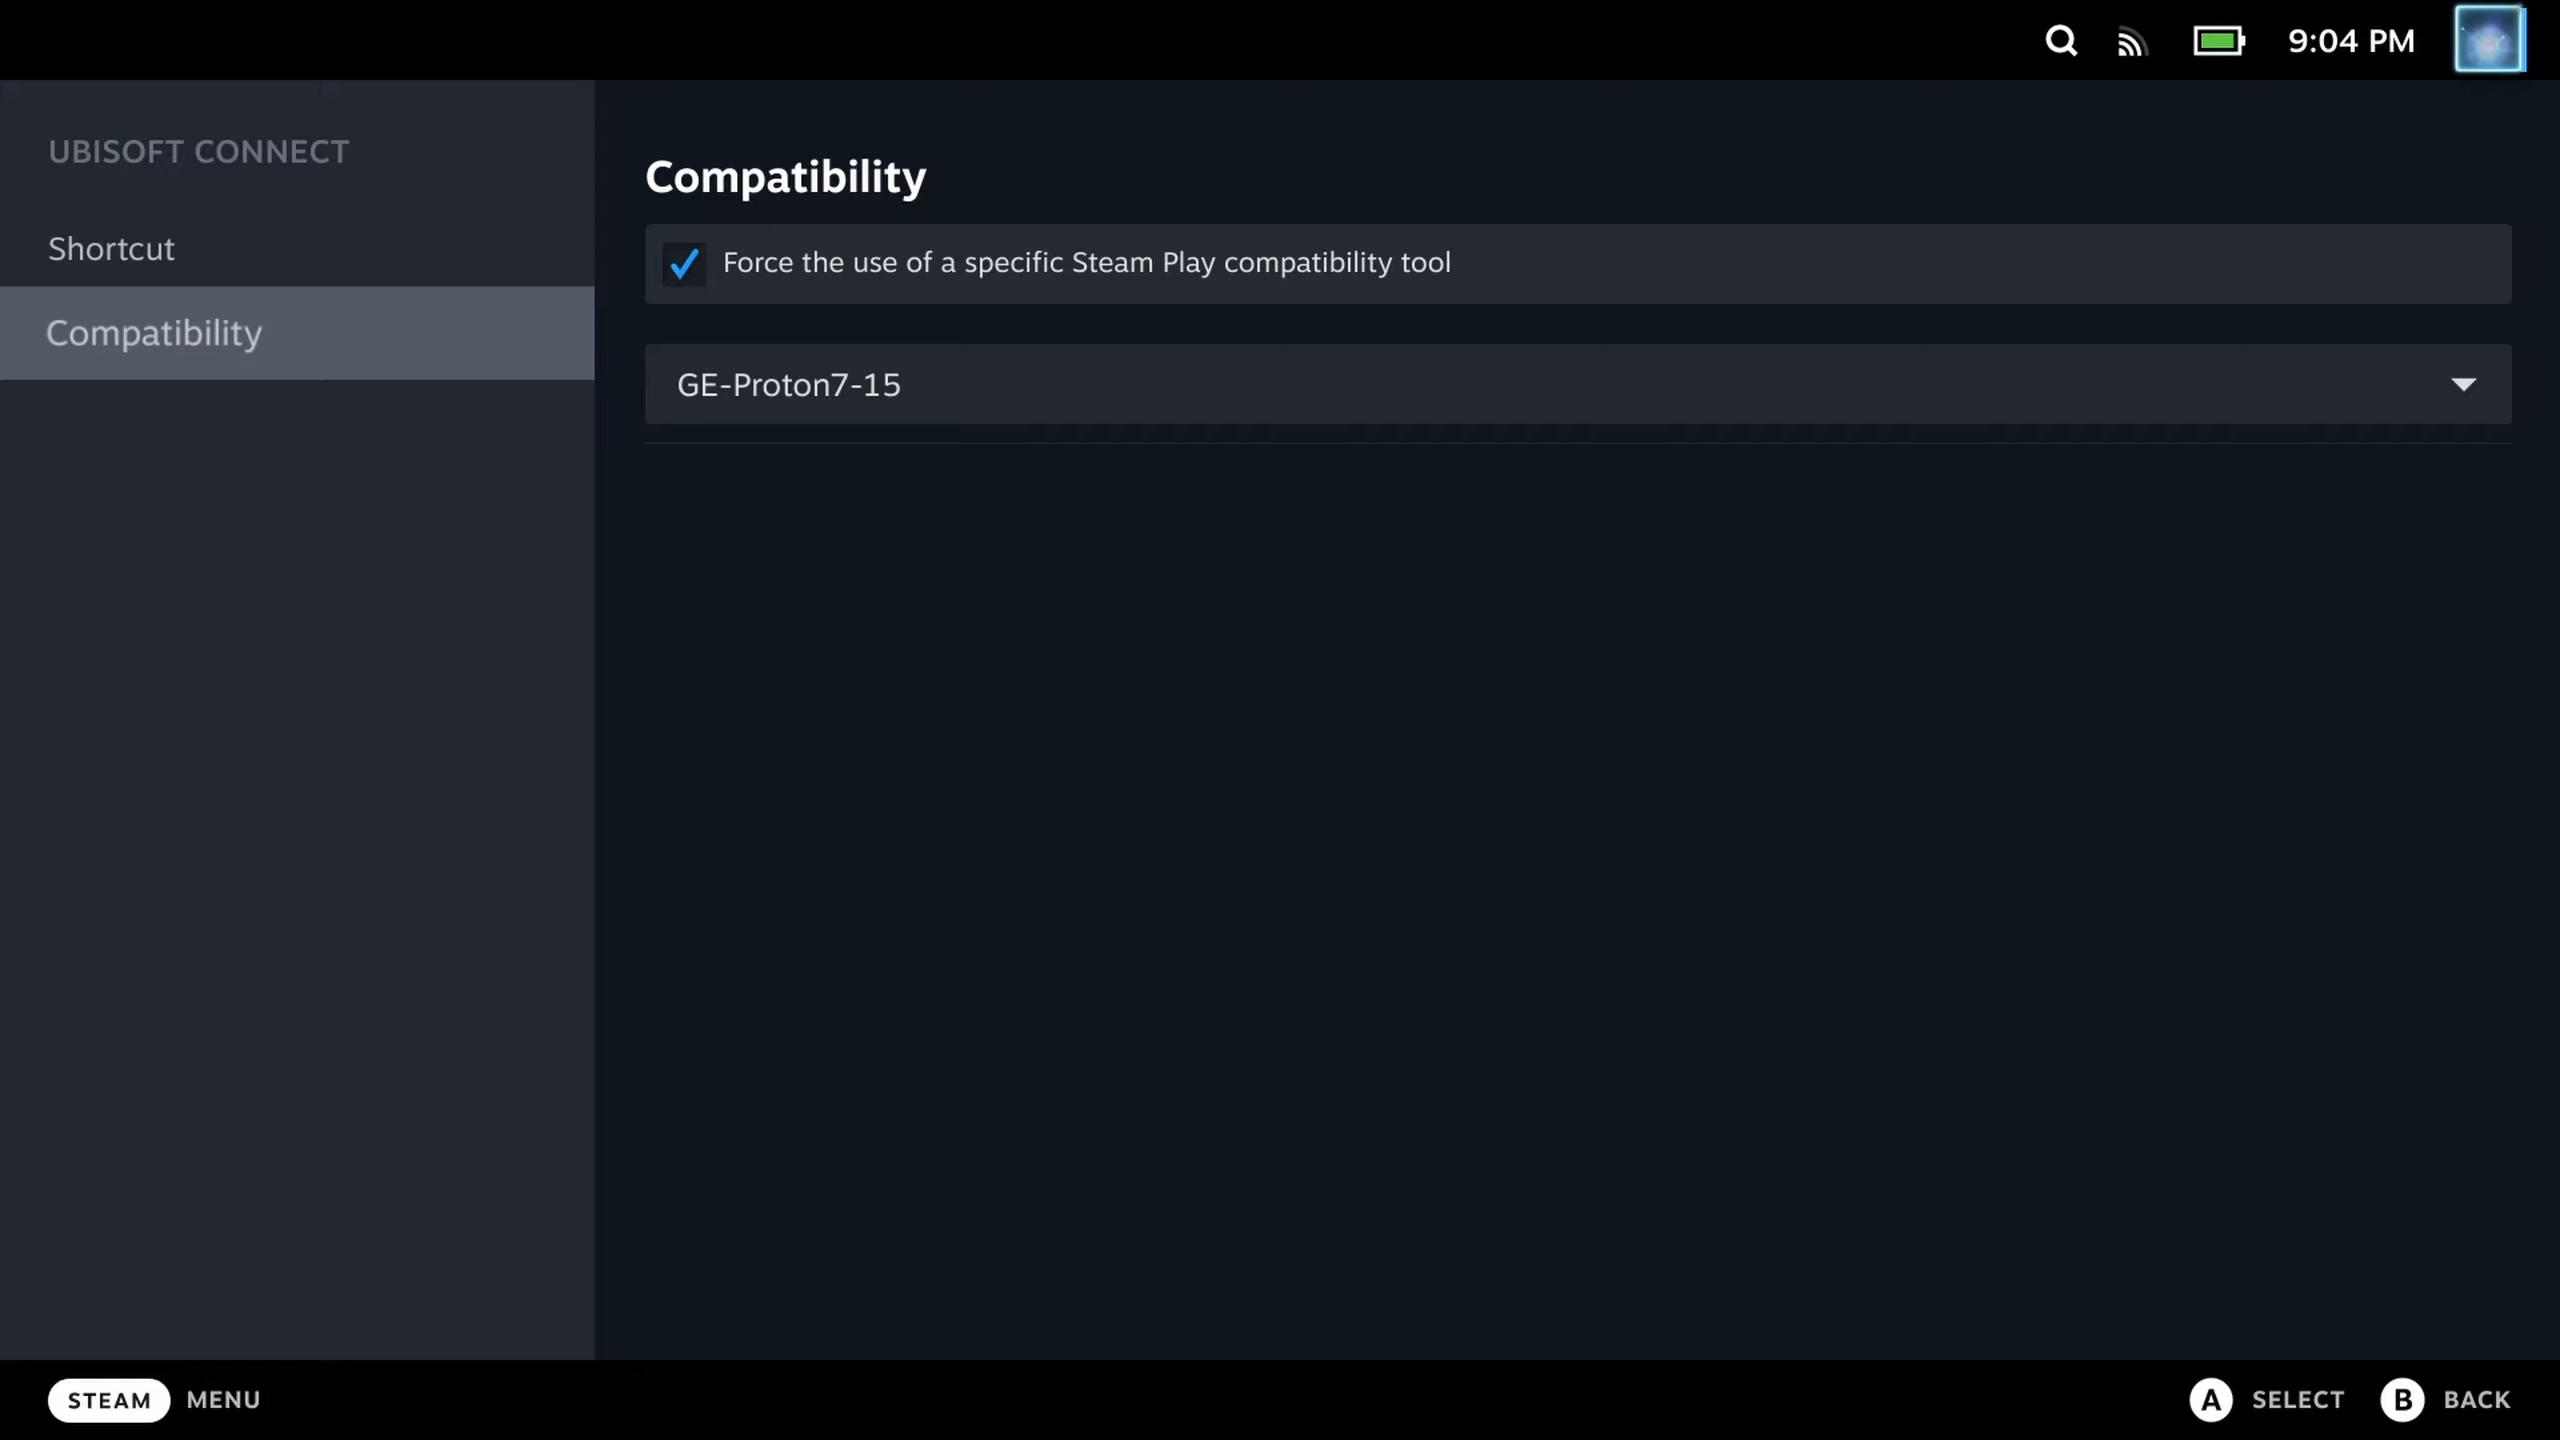 9:04 PM
UBISOFT CONNECT
Shortcut
Compatibility
Compatibility
Force the use of a specific Steam Play compatibility tool
GE-Proton7-15
STEAM MENU
A SELECT B BACK